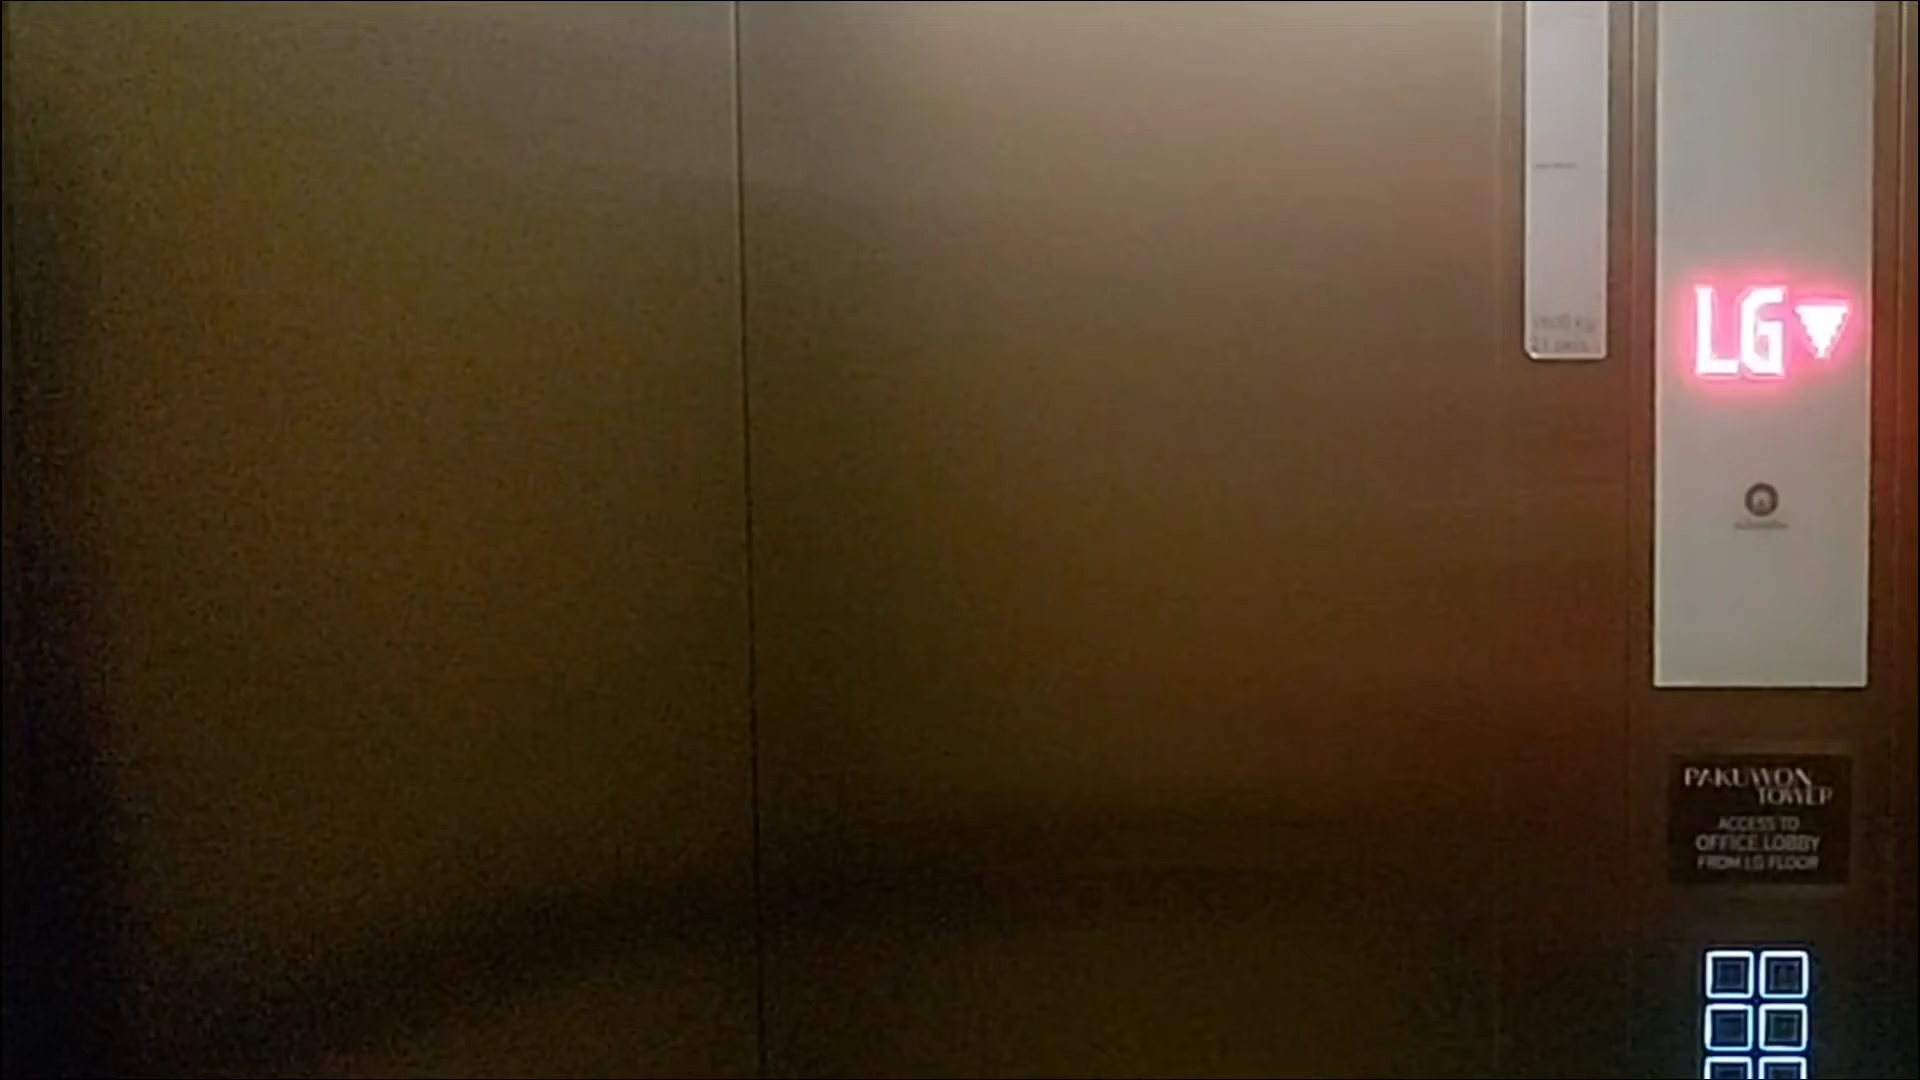 LG
PAKUWON
TOWER
ACCESS TO
OFFICE LOBBY
FROM LG FLOOR